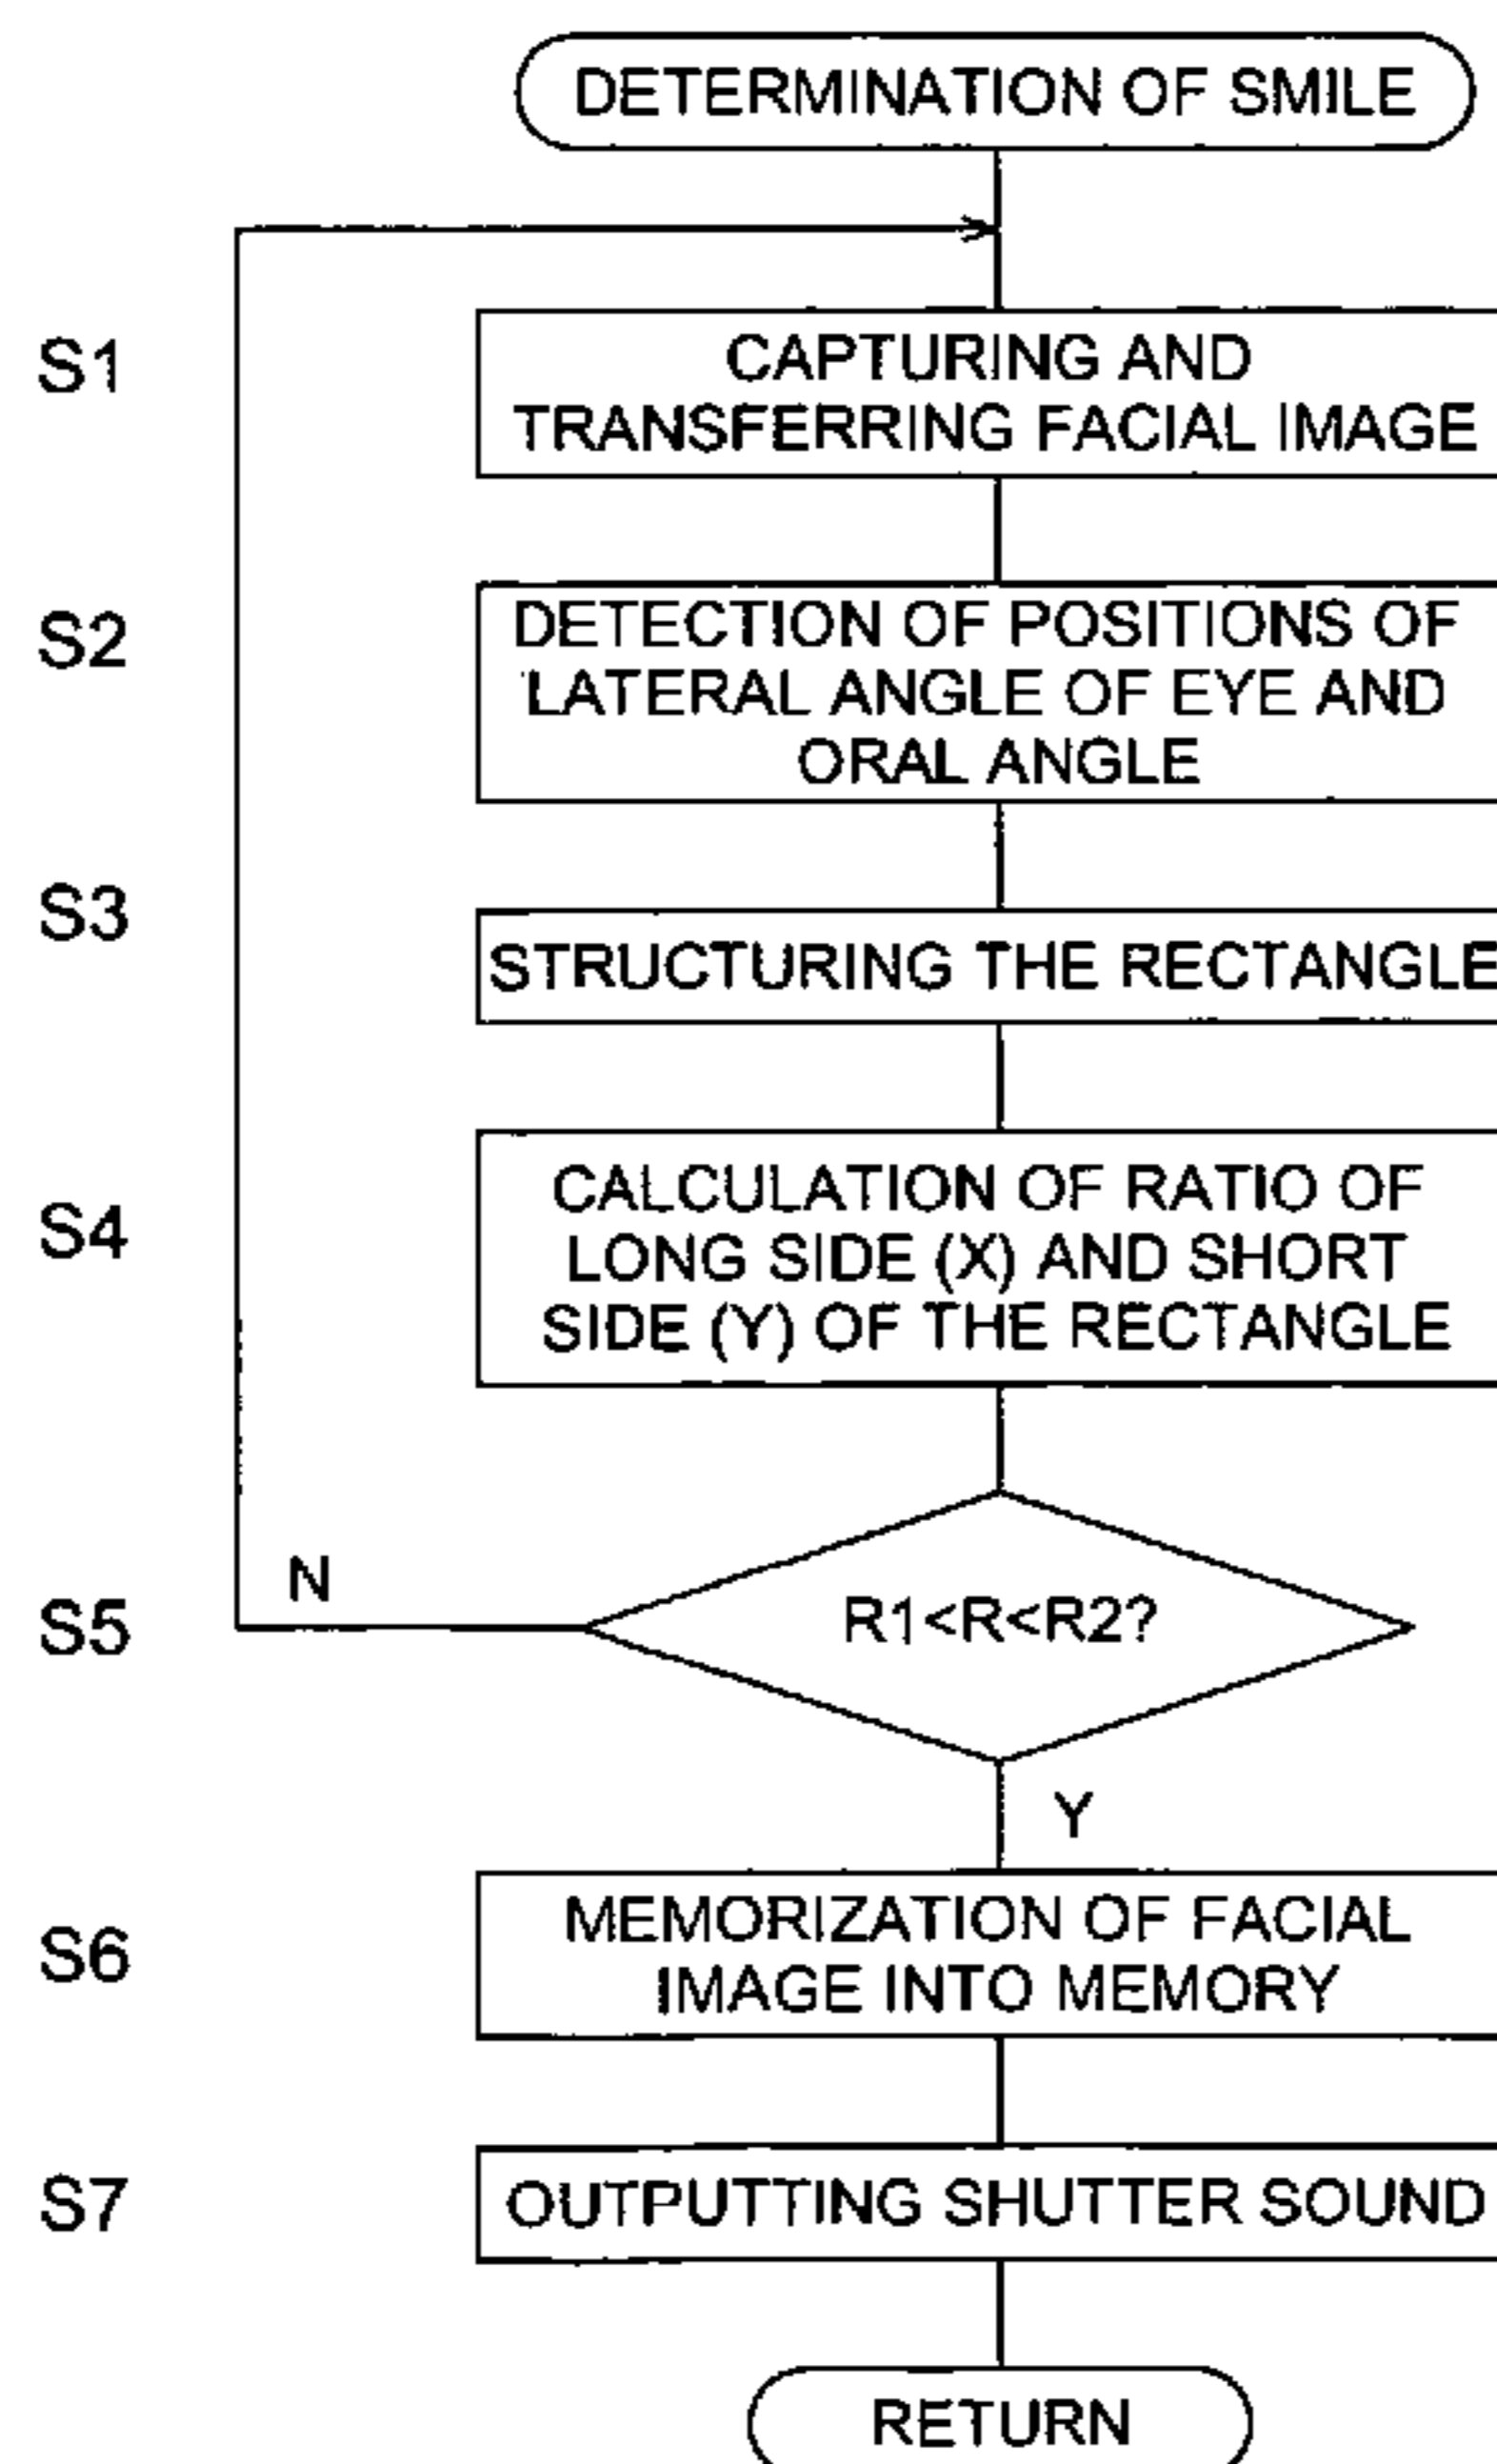 DETERMINATION OF SMILE
S1
CAPTURING AND
TRANSFERRING FACIAL IMAGE
S2
DETECTION OF POSITIONS OF
LATERAL ANGLE OF EYE AND
ORAL ANGLE
S3
STRUCTURING THE RECTANGLE
S4
CALCULATION OF RATIO OF
LONG SIDE (X) AND SHORT
SIDE (Y) OF THE RECTANGLE
N
S5
R1<R<R2?
Y
S6
MEMORIZATION OF FACIAL
IMAGE INTO MEMORY
S7
OUTPUTTING SHUTTER SOUND
RETURN